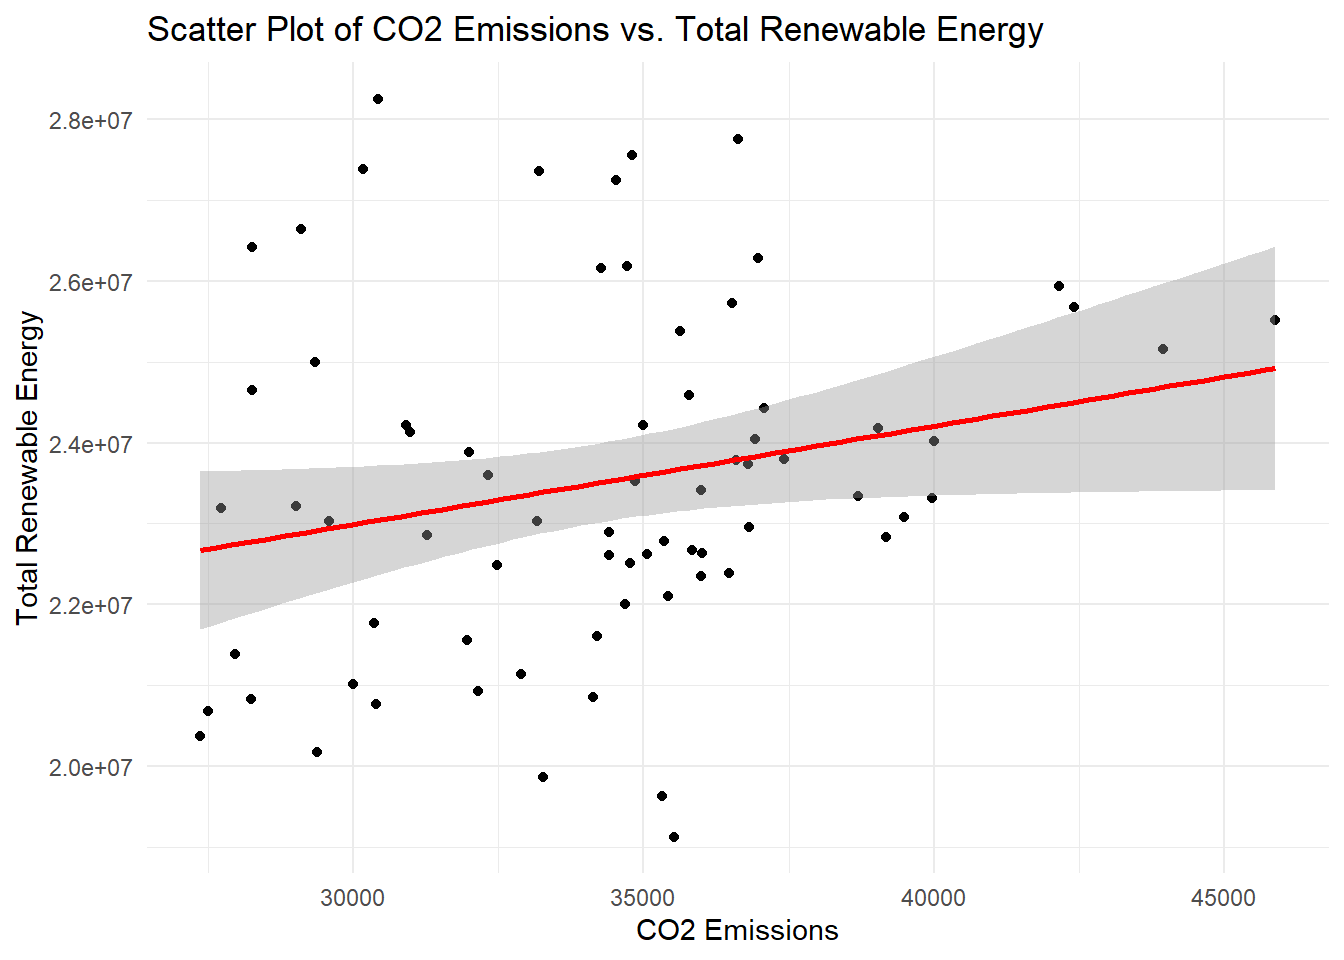 Scatter Plot of CO2 Emissions vs. Total Renewable Energy
2.8e+07
2.6e+07
2.4e+07
2.2e+07
2.0e+07
Total Renewable Energy
30000
35000
40000
45000
CO2 Emissions